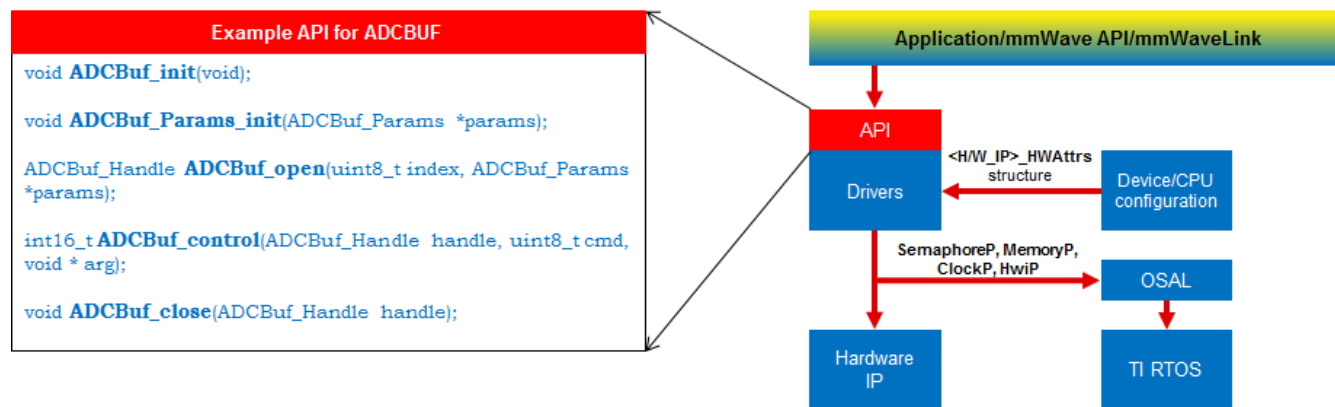 Example API for ADCBUF
void ADCBuf_init(void);
void ADCBuf_Params_init(ADCBuf_Params *params);
ADCBuf_Handle ADCBuf_open(uint8_t index, ADCBuf_Params
*params);
int16_t ADCBuf_control(ADCBuf_Handle handle, uint8_t cmd,
void * arg);
void ADCBuf_close(ADCBuf_Handle handle);
Application/mmWave API/mmWaveLink
API
Drivers
<H/W_IP>_HWAttrs
structure
Device/CPU
configuration
SemaphoreP, MemoryP,
ClockP, HwiP
OSAL
Hardware
IP
TI RTOS